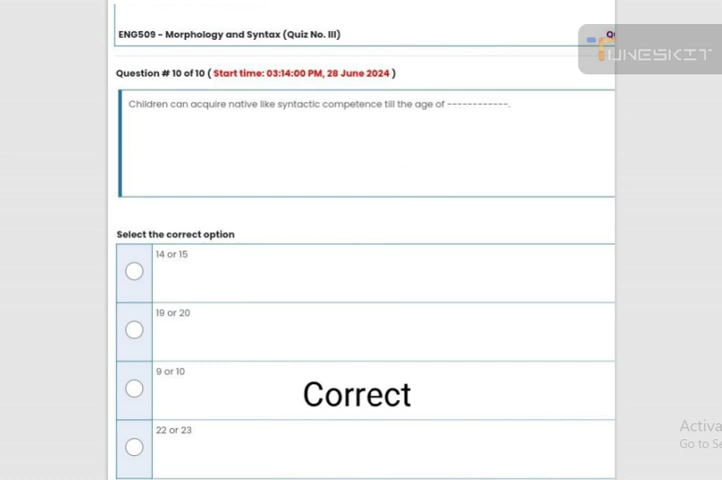 ENG509 - Morphology and Syntax (Quiz No. III)
TUNESKIT
Question # 10 of 10 ( Start time: 03:14:00 PM, 28 June 2024 )
Children can acquire native like syntactic competence till the age of ------------.
Select the correct option
14 or 15
19 or 20
9 or 10
Correct
22 or 23
Go to